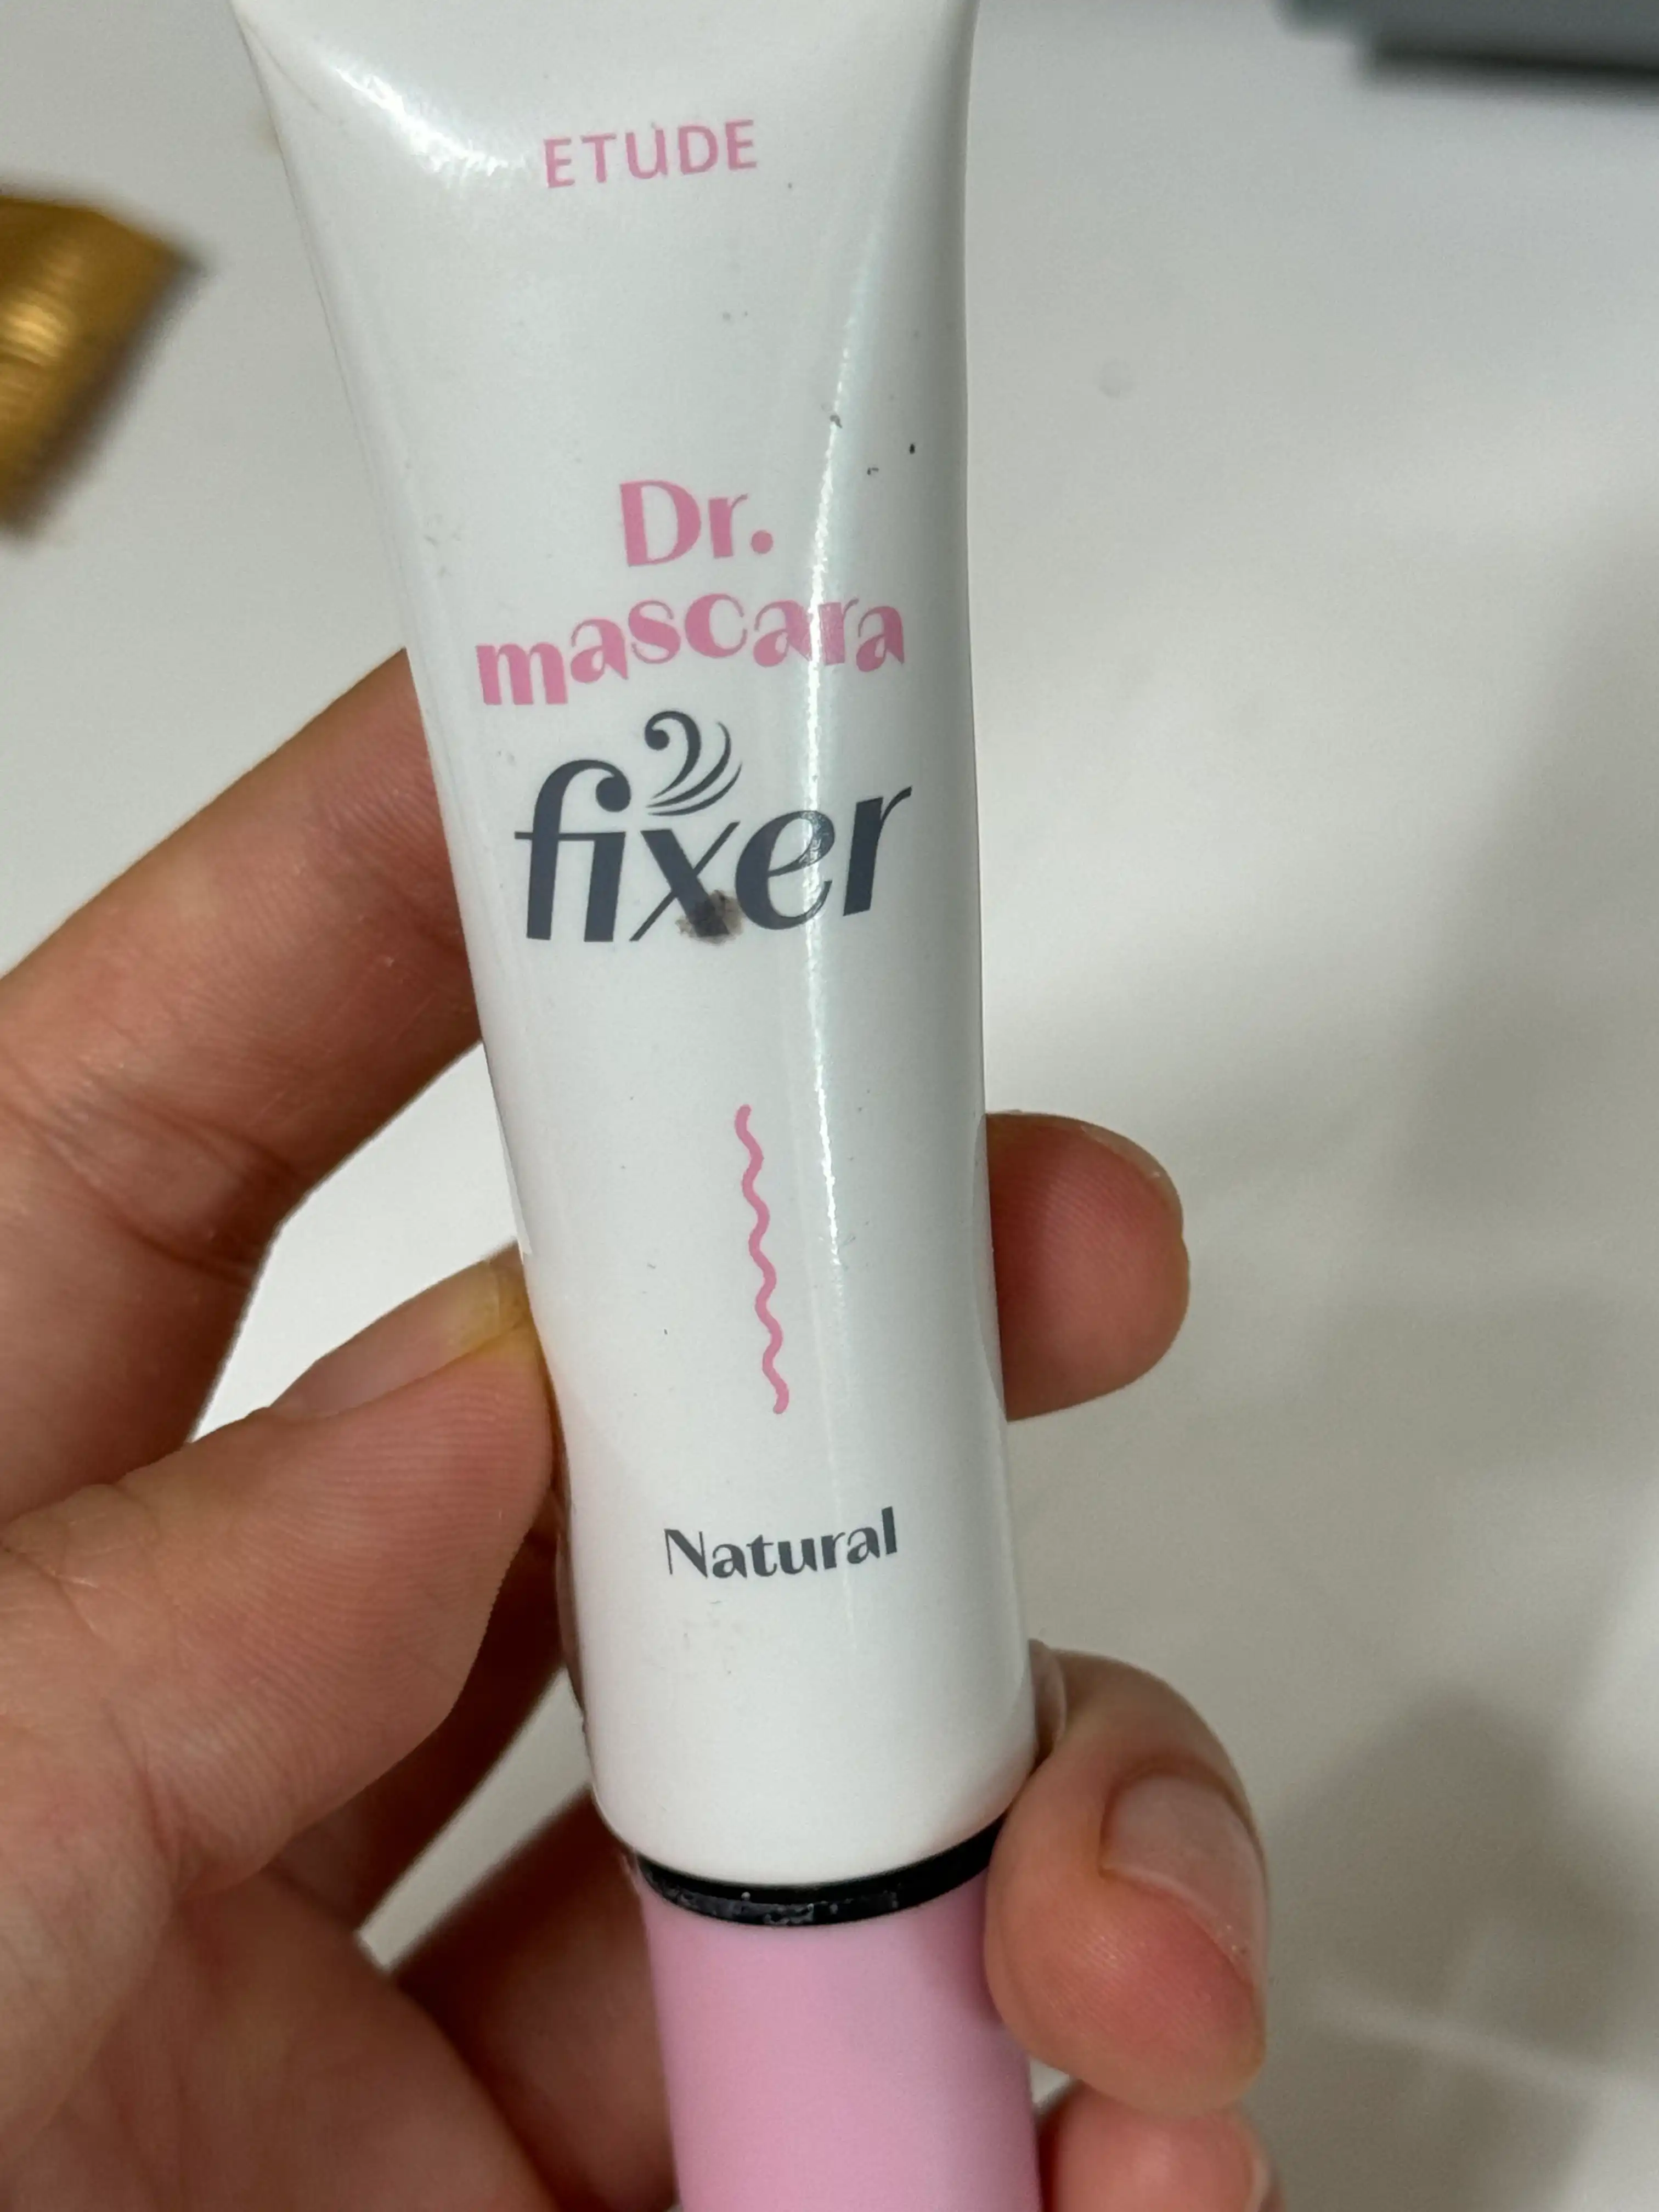 ETUDE
Dr.
mascara
fixer
Natural